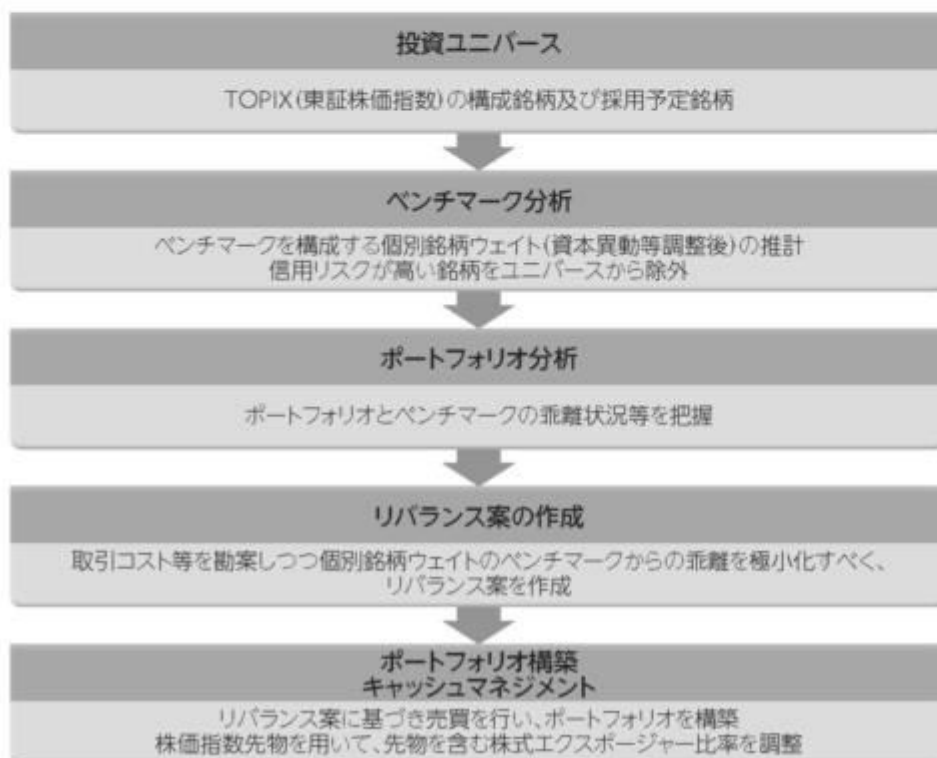 投資ユニバース
TOPIX(東証株価指数)の構成銘柄及び採用予定銘柄
ベンチマーク分析
ベンチマークを構成する個別銘柄ウェイト(資本異動等調整後)の推計
信用リスクが高い銘柄をユニバースから除外
ポートフォリオ分析
ポートフォリオとベンチマークの乖離状況等を把握
リバランス案の作成
取引コスト等を勘案しつつ個別銘柄ウェイトのベンチマークからの乖離を極小化すべく、
リバランス案を作成
ポートフォリオ構築
キャッシュマネジメント
リバランス案に基づき売買を行い、ポートフォリオを構築
株価指数先物を用いて、先物を含む株式エクスポージャー比率を調整